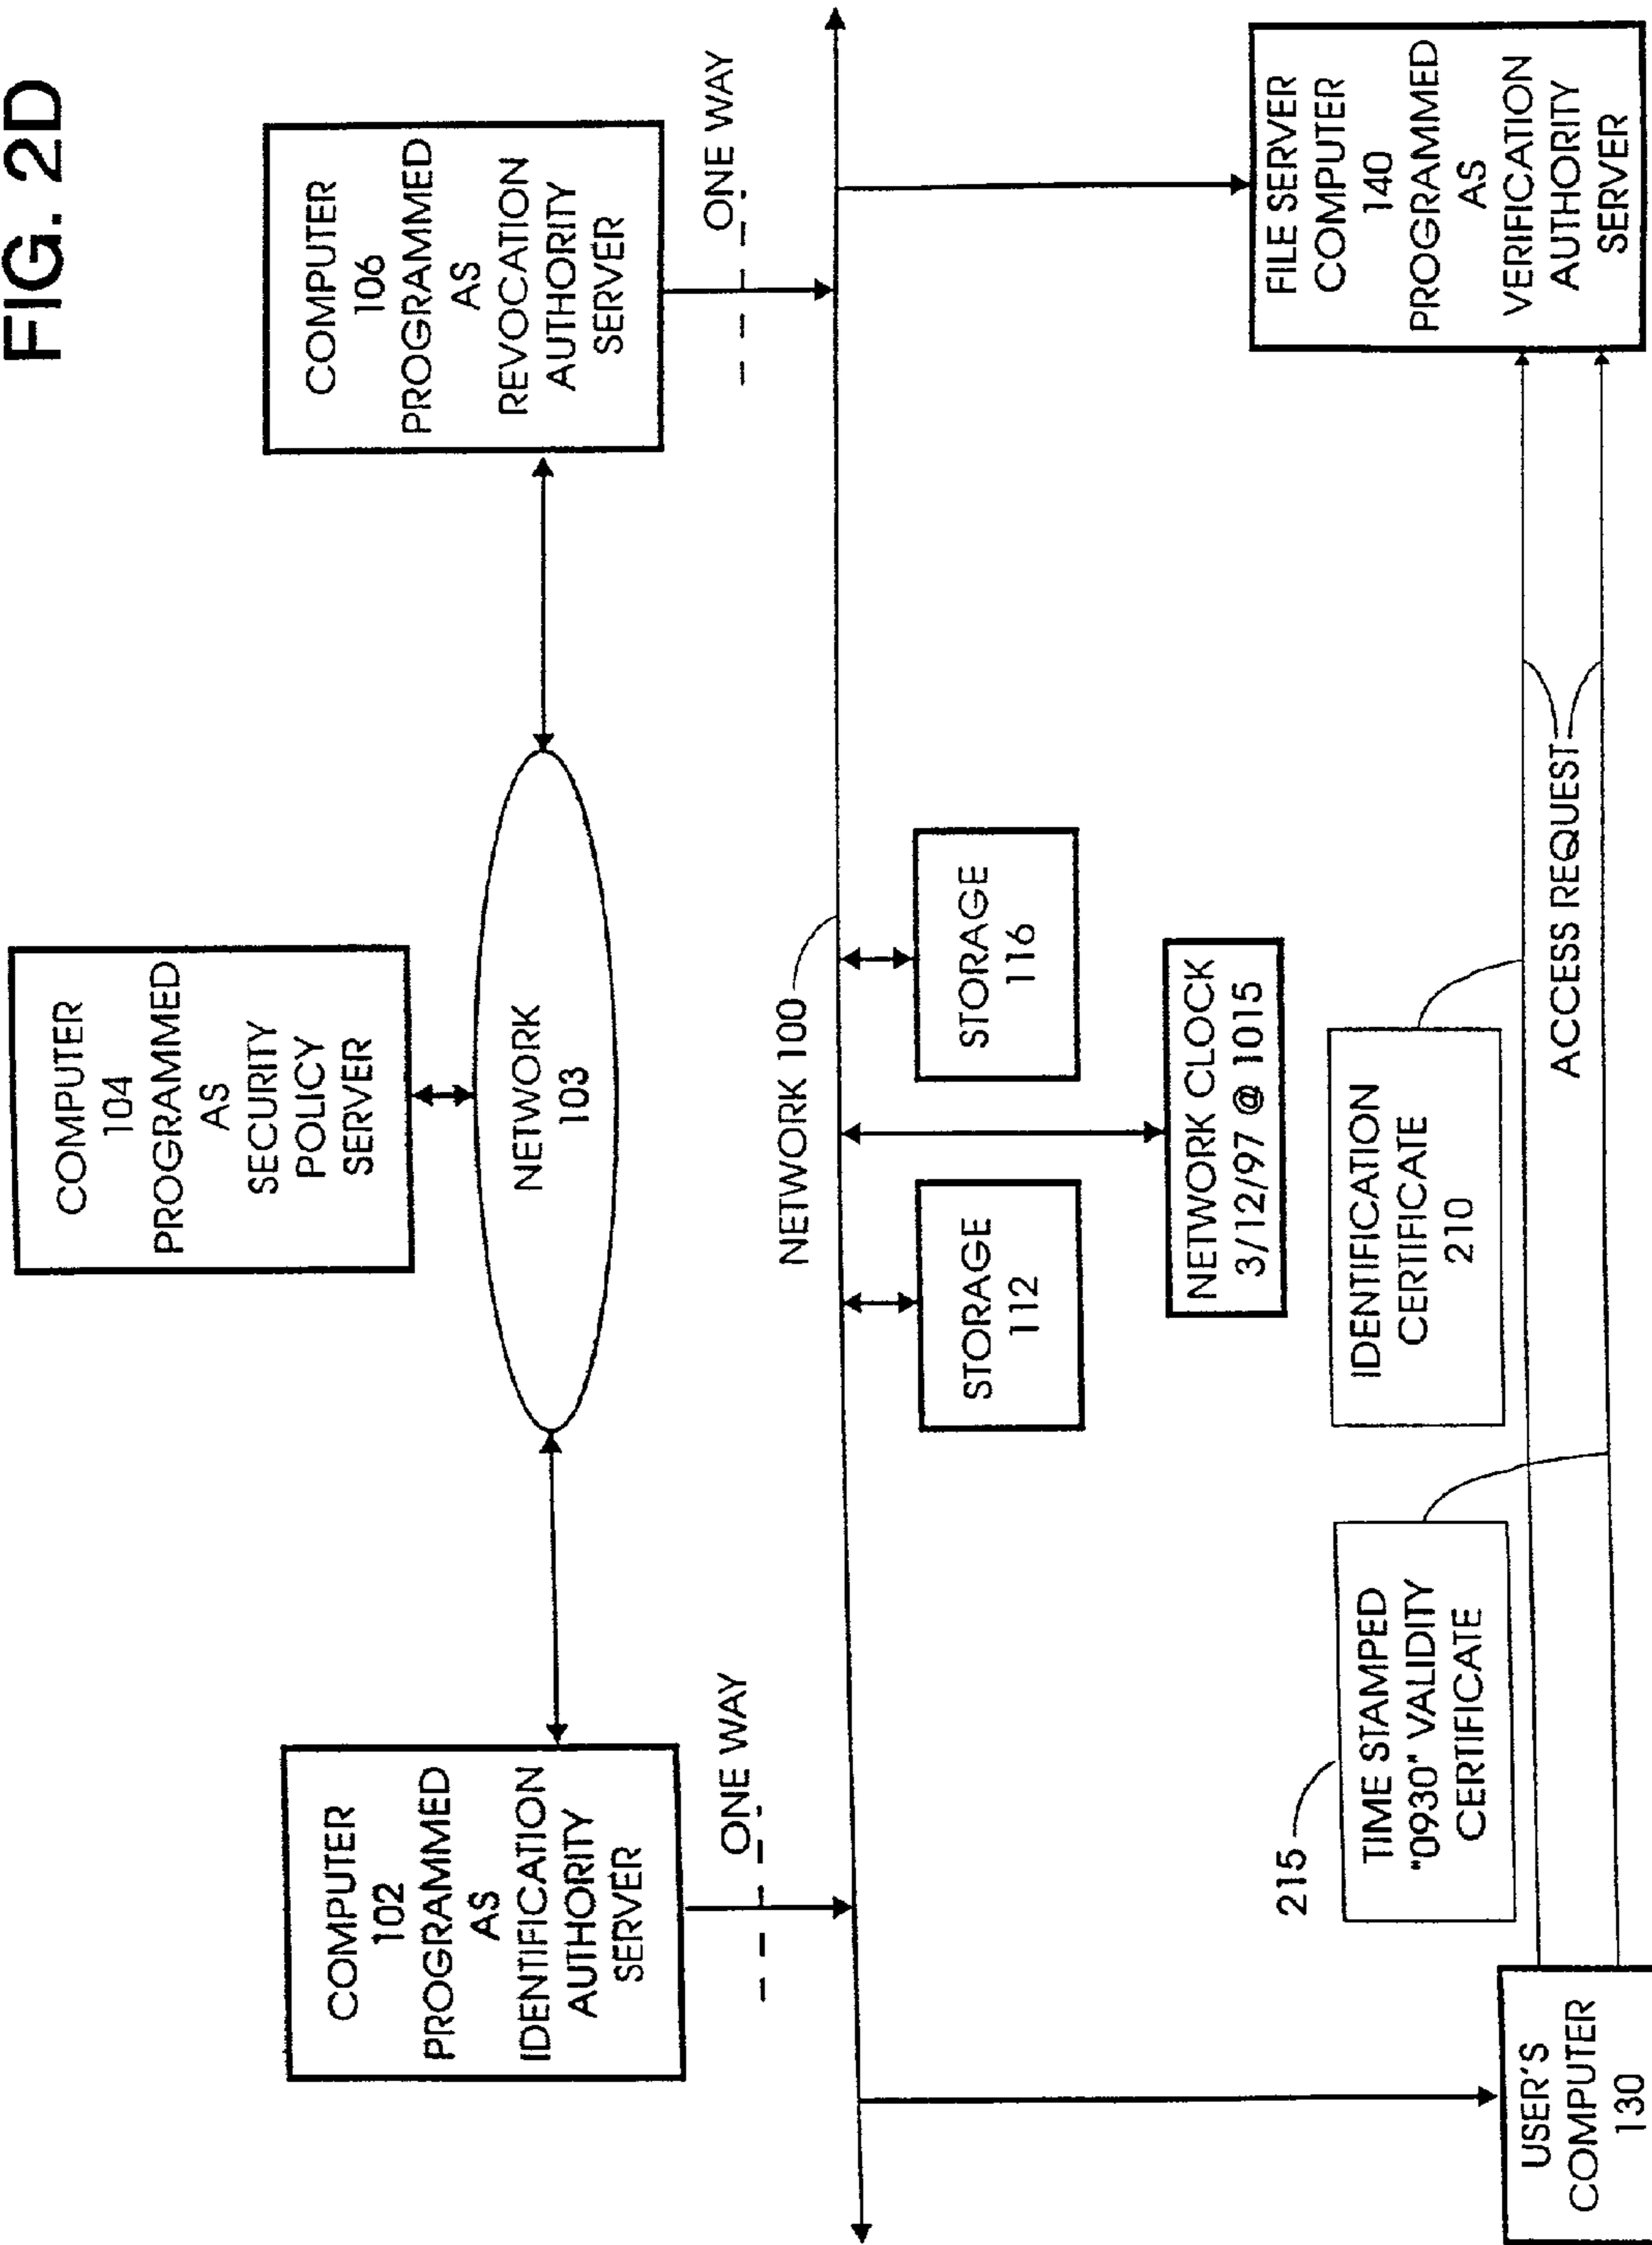 FIG. 2D
COMPUTER
104
PROGRAMMED
AS
SECURITY
POLICY
SERVER
COMPUTER
102
PROGRAMMED
AS
IDENTIFICATION
AUTHORITY
SERVER
NETWORK
103
COMPUTER
106
PROGRAMMED
AS
REVOCATION
AUTHORITY
SERVER
ONE WAY
ONE WAY
NETWORK 100
STORAGE
112
STORAGE
116
NETWORK CLOCK
3/12/97 @ 1015
215
TIME STAMPED
"0930" VALIDITY
CERTIFICATE
IDENTIFICATION
CERTIFICATE
210
ACCESS REQUEST
USER'S
COMPUTER
130
FILE SERVER
COMPUTER
140
PROGRAMMED
AS
VERIFICATION
AUTHORITY
SERVER